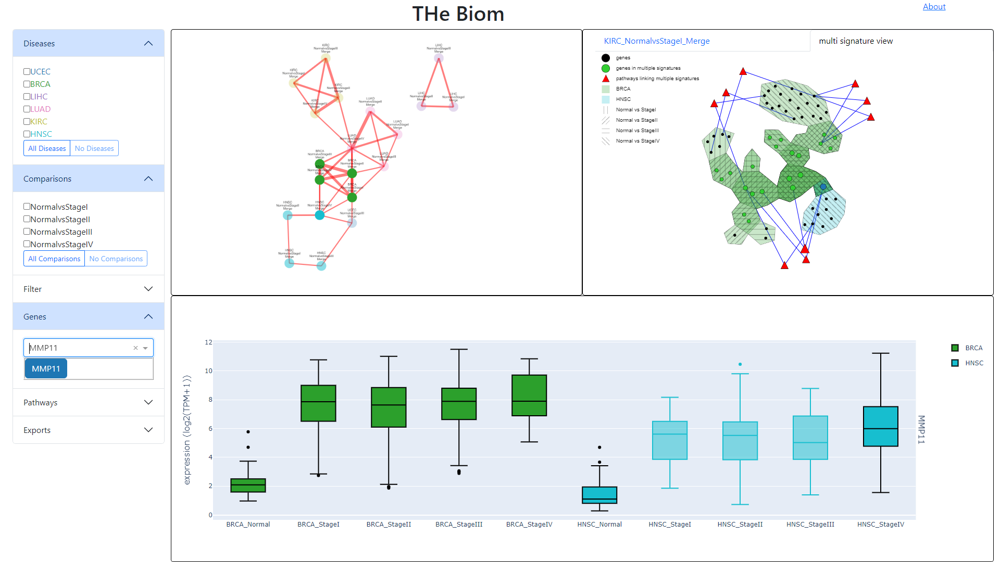 THe Biom
About
Diseases
UCEC
BRCA
LIHC
LUAD
KIRC
HNSC
All Diseases
No Diseases
Comparisons
NormalvsStageI
NormalvsStageII
NormalvsStageIII
NormalvsStageIV
All Comparisons
No Comparisons
Filter
Genes
MMP11
MMP11
Pathways
Exports
KIRC
NormalvsStageIII
Merge
KIRC
NormalvsStageI
Merge
KIRC
NormalvsStageII
Merge
KIRC
NormalvsStageIV
Merge
LIHC
NormalvsStageIII
Merge
LIHC
NormalvsStageII
Merge
LIHC
NormalvsStageI
Merge
LUAD
NormalvsStageII
Merge
LUAD
NormalvsStageI
Merge
LUAD
NormalvsStageIV
Merge
LUAD
NormalvsStageIII
Merge
BRCA
NormalvsStageIII
Merge
BRCA
NormalvsStageII
Merge
BRCA
Merge
BRCA
Merge
HNSC
NormalvsStageII
Merge
HNSC
NormalvsStageIV
Merge
UCEC
NormalvsStageIII
Merge
HNSC
NormalvsStageI
Merge
HNSC
NormalvsStageIII
Merge
KIRC_NormalvsStageI_Merge
multi signature view
genes
genes in multiple signatures
pathways linking multiple signatures
BRCA
HNSC
Normal vs StageI
Normal vs StageII
Normal vs StageIII
Normal vs StageIV
expression (log2(TPM+1))
12
10
8
6
4
2
0
BRCA_Normal
BRCA_StageI
BRCA_StageII
BRCA_StageIII
BRCA_StageIV
HNSC_Normal
HNSC_StageI
HNSC_StageII
HNSC_StageIII
HNSC_StageIV
MMP11
BRCA
HNSC